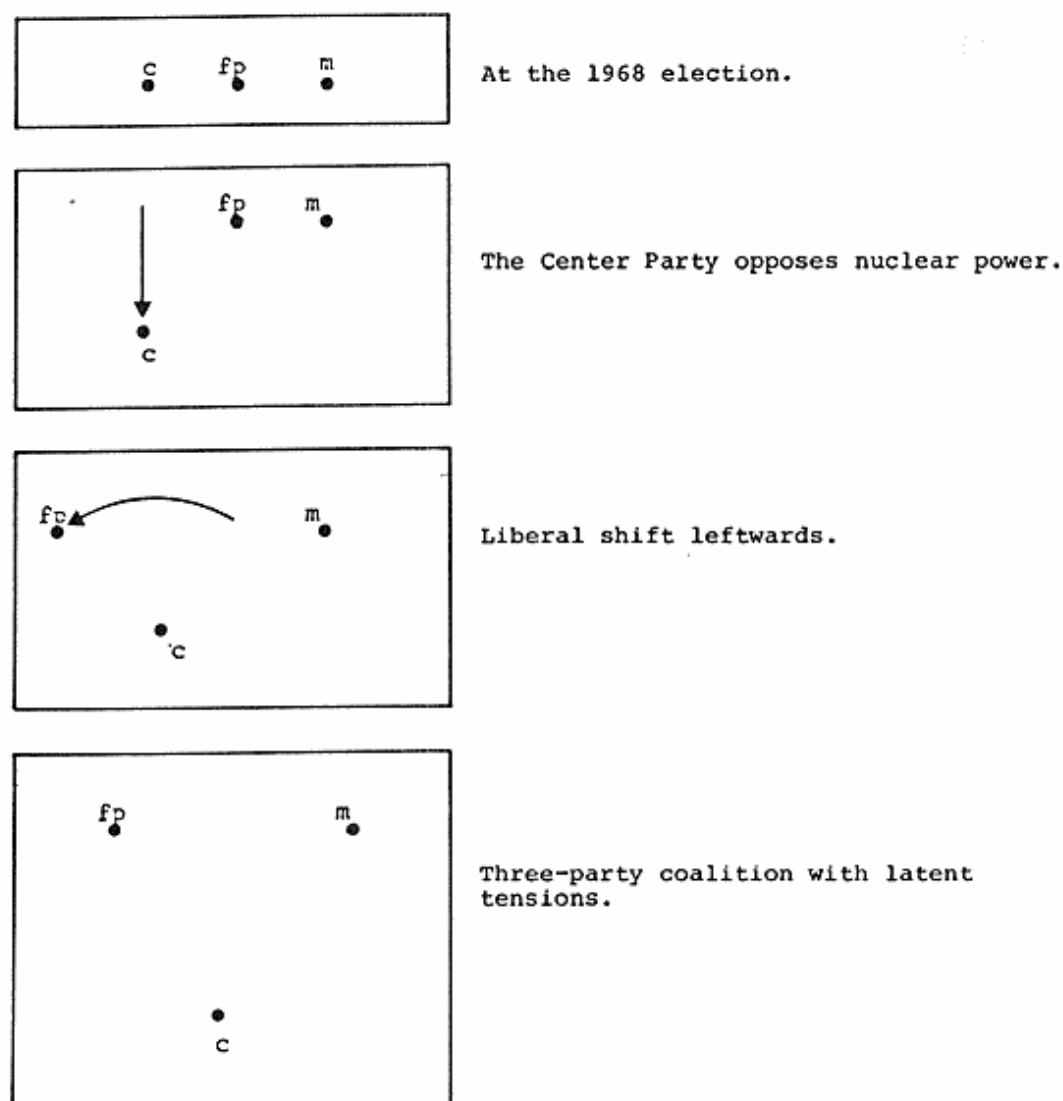 c fp m
At the 1968 election.
fp m
The Center Party opposes nuclear power.
c
fp m
Liberal shift leftwards.
c
fp m
Three-party coalition with latent
tensions.
c